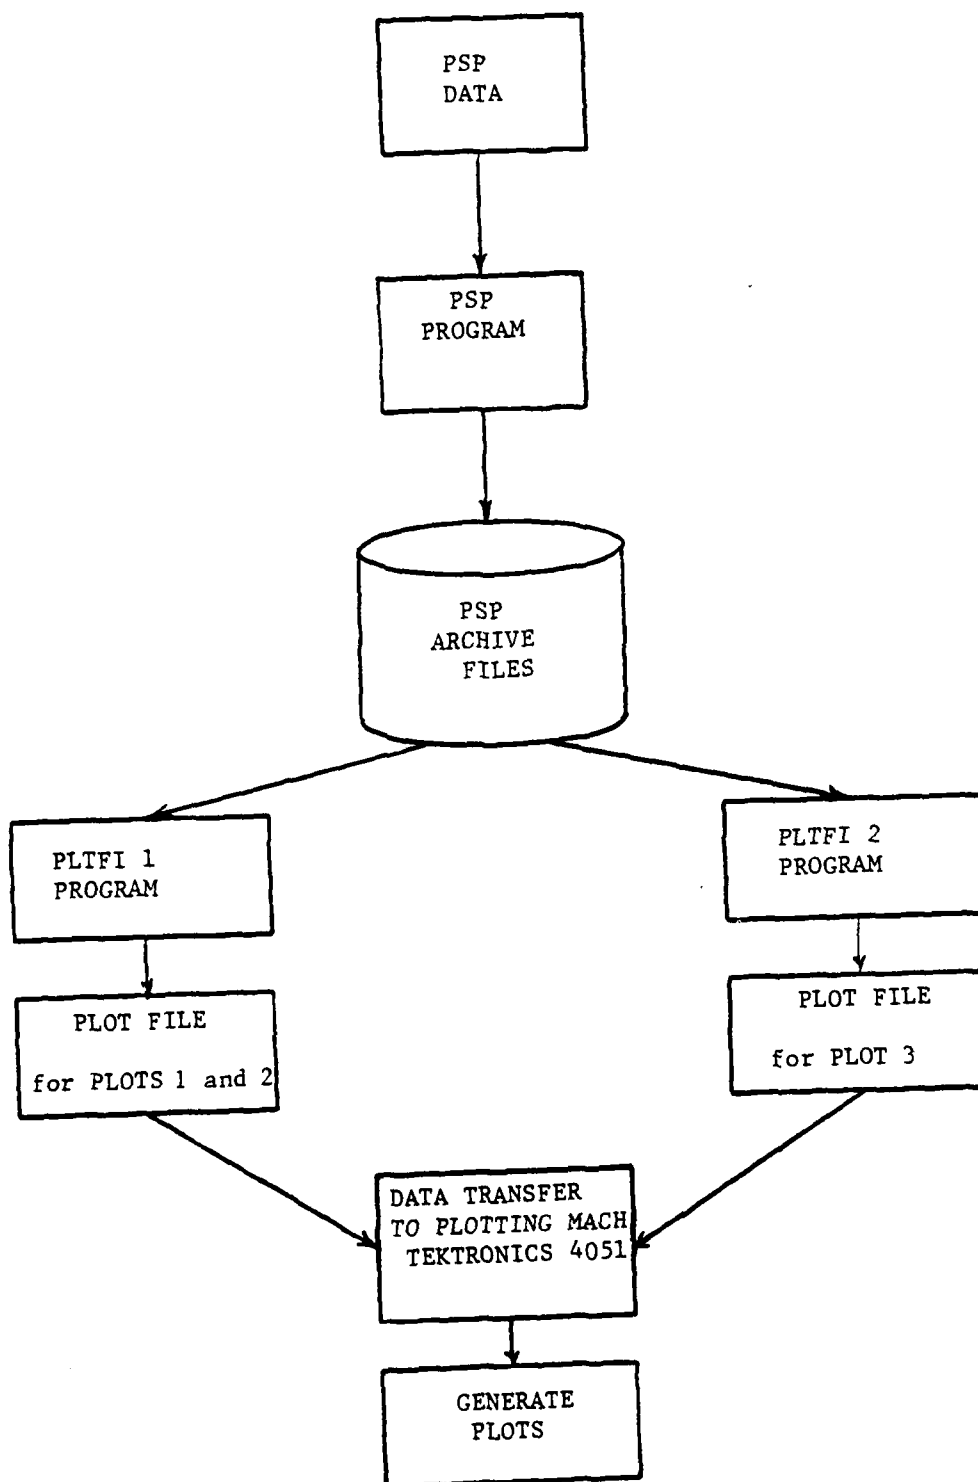 PSP
DATA
PSP
PROGRAM
PSP
ARCHIVE
FILES
PLTFI 1
PROGRAM
PLTFI 2
PROGRAM
PLOT FILE
for PLOTS 1 and 2
PLOT FILE
for PLOT 3
DATA TRANSFER
TO PLOTTING MACH
TEKTRONICS 4051
GENERATE
PLOTS